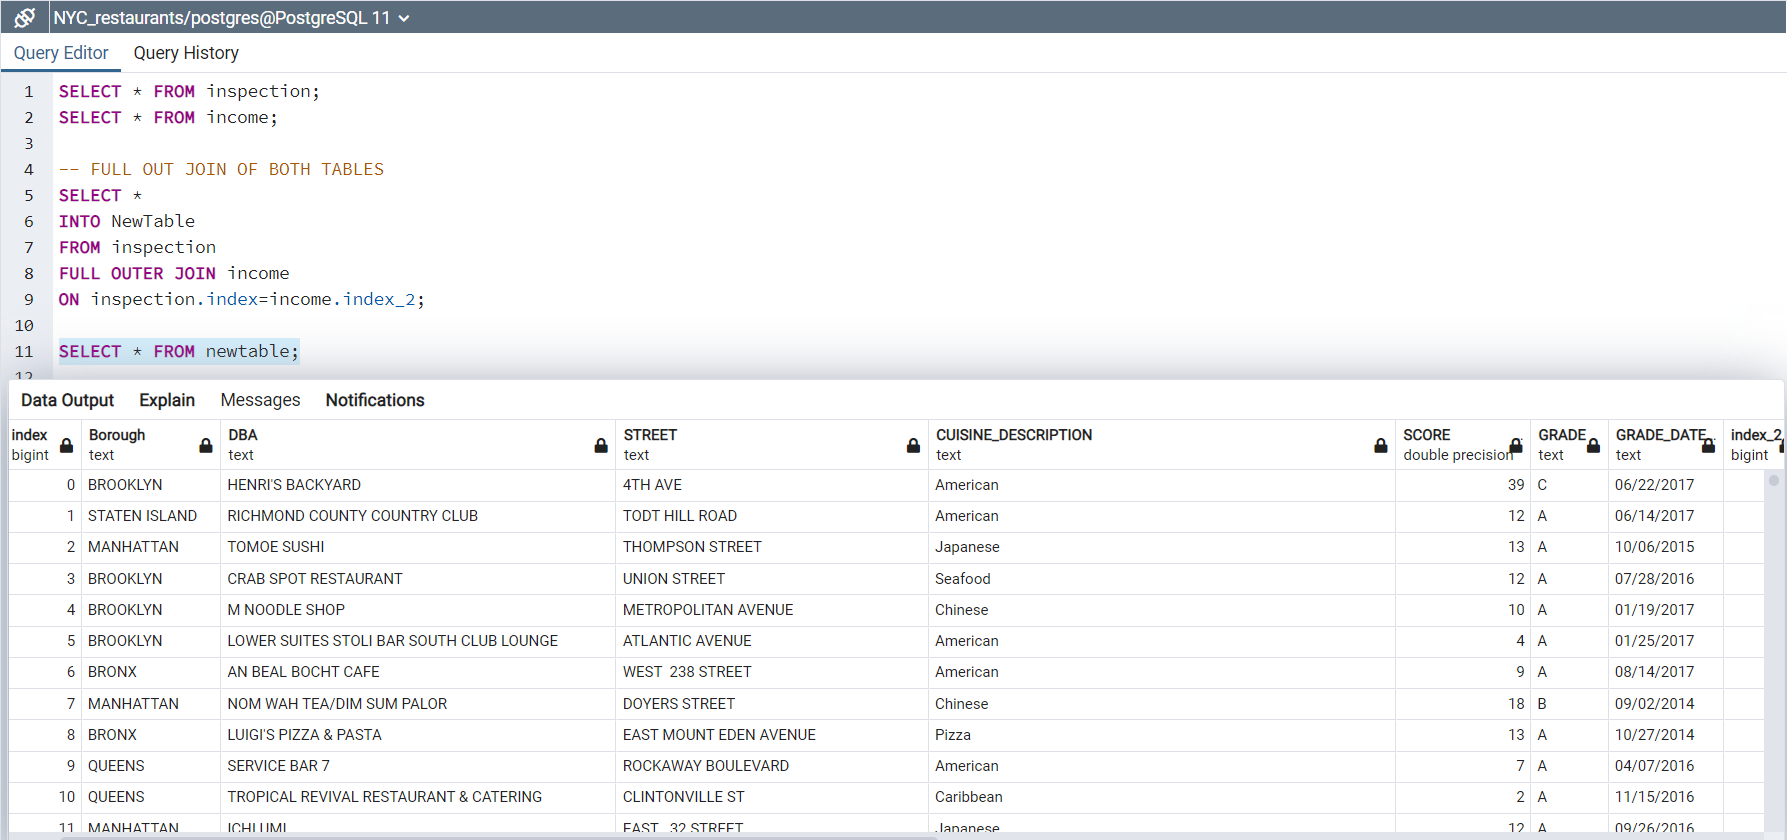 NYC_restaurants/postgres@PostgreSQL 11
Query Editor Query History
1 SELECT * FROM inspection;
2 SELECT * FROM income;
3
4 -- FULL OUT JOIN OF BOTH TABLES
5 SELECT *
6 INTO NewTable
7 FROM inspection
8 FULL OUTER JOIN income
9 ON inspection.index=income.index_2;
10
11 SELECT * FROM newtable;
12
Data Output Explain Messages Notifications
index Borough DBA STREET CUISINE_DESCRIPTION SCORE GRADE GRADE_DATE index_2
bigint text text text text double precision text text bigint
0 BROOKLYN HENRI'S BACKYARD 4TH AVE American 39 C 06/22/2017
1 STATEN ISLAND RICHMOND COUNTY COUNTRY CLUB TODT HILL ROAD American 12 A 06/14/2017
2 MANHATTAN TOMOE SUSHI THOMPSON STREET Japanese 13 A 10/06/2015
3 BROOKLYN CRAB SPOT RESTAURANT UNION STREET Seafood 12 A 07/28/2016
4 BROOKLYN M NOODLE SHOP METROPOLITAN AVENUE Chinese 10 A 01/19/2017
5 BROOKLYN LOWER SUITES STOLI BAR SOUTH CLUB LOUNGE ATLANTIC AVENUE American 4 A 01/25/2017
6 BRONX AN BEAL BOCHT CAFE WEST  238 STREET American 9 A 08/14/2017
7 MANHATTAN NOM WAH TEA/DIM SUM PALOR DOYERS STREET Chinese 18 B 09/02/2014
8 BRONX LUIGI'S PIZZA & PASTA EAST MOUNT EDEN AVENUE Pizza 13 A 10/27/2014
9 QUEENS SERVICE BAR 7 ROCKAWAY BOULEVARD American 7 A 04/07/2016
10 QUEENS TROPICAL REVIVAL RESTAURANT & CATERING CLINTONVILLE ST Caribbean 2 A 11/15/2016
11 MANHATTAN ICHI UMI EAST  32 STREET Japanese 12 A 09/26/2016